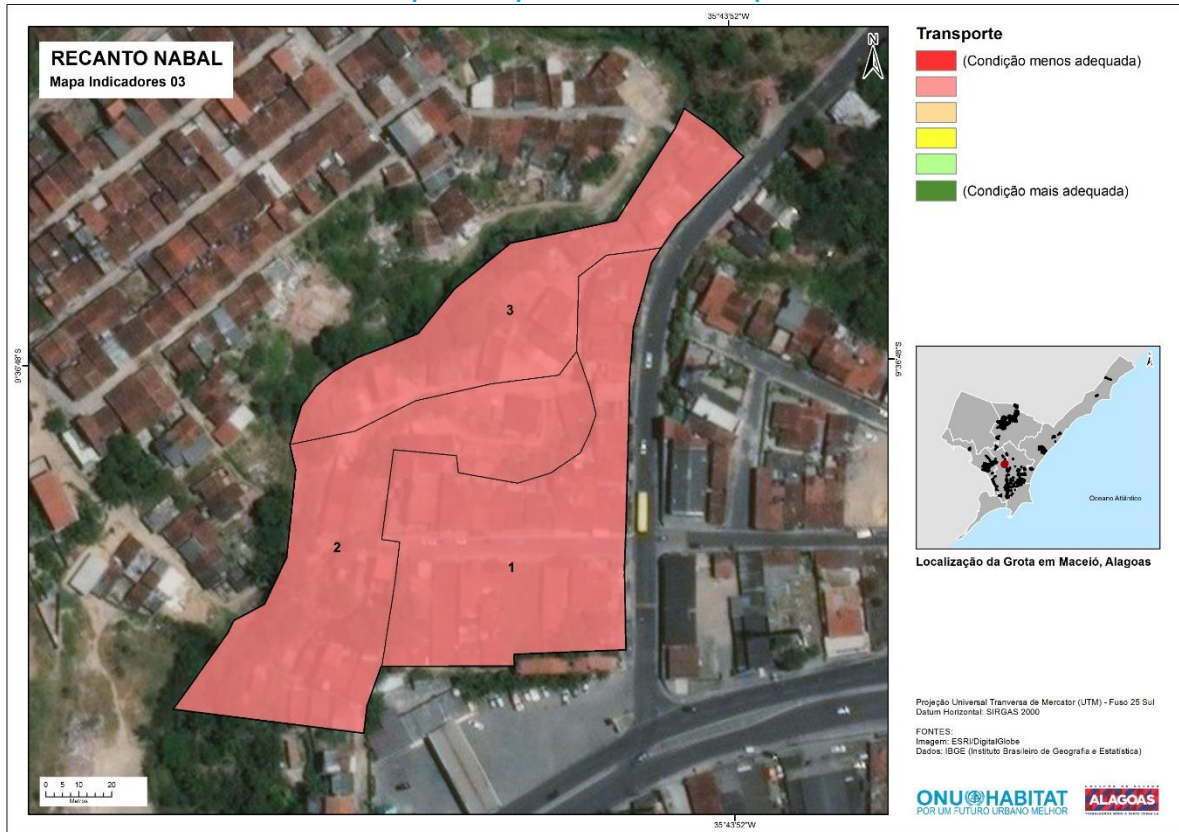 35°43'52"W
RECANTO NABAL
Mapa Indicadores 03
N
Transporte
(Condição menos adequada)
(Condição mais adequada)
9°36'48"S
9°36'48"S
3
2
1
Oceano Atlântico
Localização da Grota em Maceió, Alagoas
Projeção Universal Tranversa de Mercator (UTM) - Fuso 25 Sul
Datum Horizontal: SIRGAS 2000
FONTES:
Imagem: ESRI/DigitalGlobe
Dados: IBGE (Instituto Brasileiro de Geografia e Estatística)
0 5 10 20
Metros
ONU HABITAT
POR UM FUTURO URBANO MELHOR
ALAGOAS
35°43'52"W